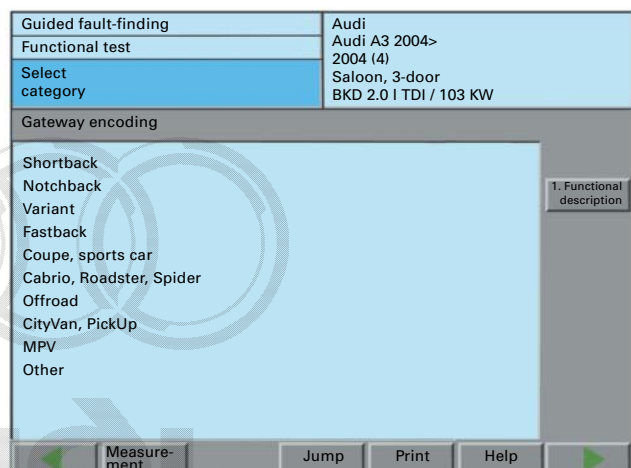 Guided fault-finding
Functional test
Select
category
Audi
Audi A3 2004>
2004 (4)
Saloon, 3-door
BKD 2.0 l TDI / 103 KW
Gateway encoding
Shortback
Notchback
Variant
Fastback
Coupe, sports car
Cabrio, Roadster, Spider
Offroad
CityVan, PickUp
MPV
Other
1. Functional
description
Measure-
ment
Jump
Print
Help